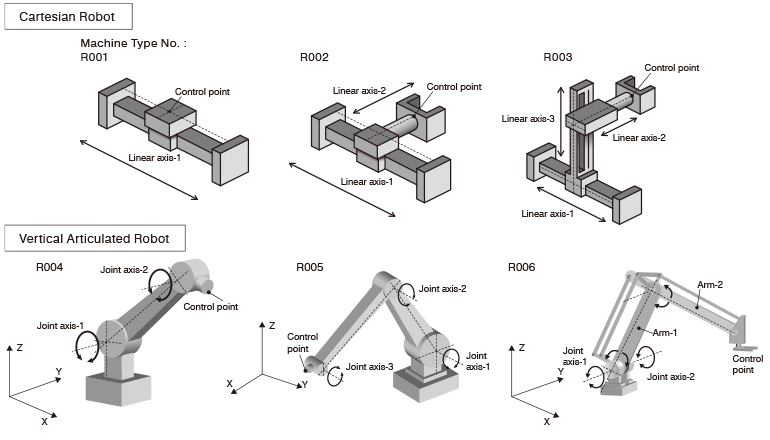 Cartesian Robot
Machine Type No. :
R001
R002
R003
Control point
Linear axis-1
Linear axis-2
Control point
Linear axis-1
Control point
Linear axis-3
Linear axis-2
Linear axis-1
Vertical Articulated Robot
R004
R005
R006
Joint axis-2
Control point
Joint axis-1
Z
Y
X
Joint axis-2
Control
point
Joint
axis-1
Joint axis-3
Z
X
Y
Arm-2
Arm-1
Control
point
Joint
axis-1
Joint axis-2
Z
Y
X